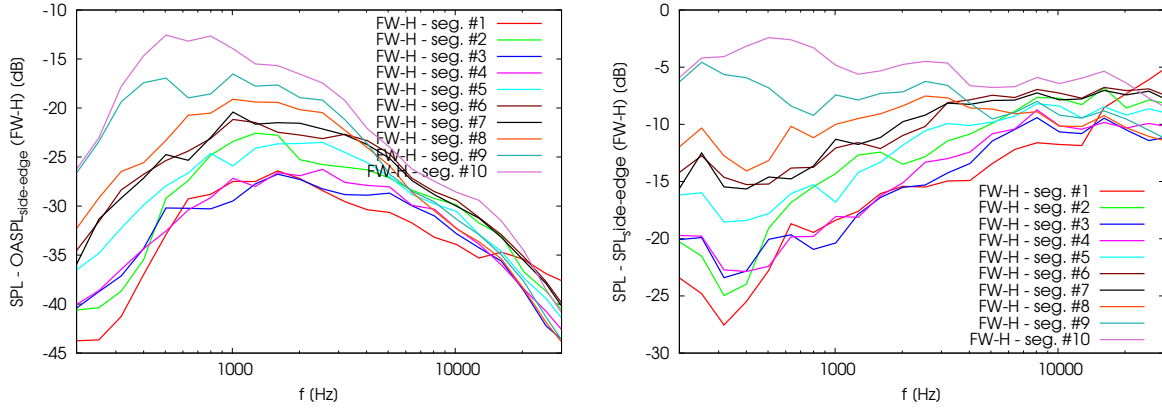 SPL - OASPLside-edge (FW-H) (dB)
-10
-15
-20
-25
-30
-35
-40
-45
1000
10000
f (Hz)
FW-H - seg. #1
FW-H - seg. #2
FW-H - seg. #3
FW-H - seg. #4
FW-H - seg. #5
FW-H - seg. #6
FW-H - seg. #7
FW-H - seg. #8
FW-H - seg. #9
FW-H - seg. #10
SPL - SPLside-edge (FW-H) (dB)
0
-5
-10
-15
-20
-25
-30
1000
10000
f (Hz)
FW-H - seg. #1
FW-H - seg. #2
FW-H - seg. #3
FW-H - seg. #4
FW-H - seg. #5
FW-H - seg. #6
FW-H - seg. #7
FW-H - seg. #8
FW-H - seg. #9
FW-H - seg. #10